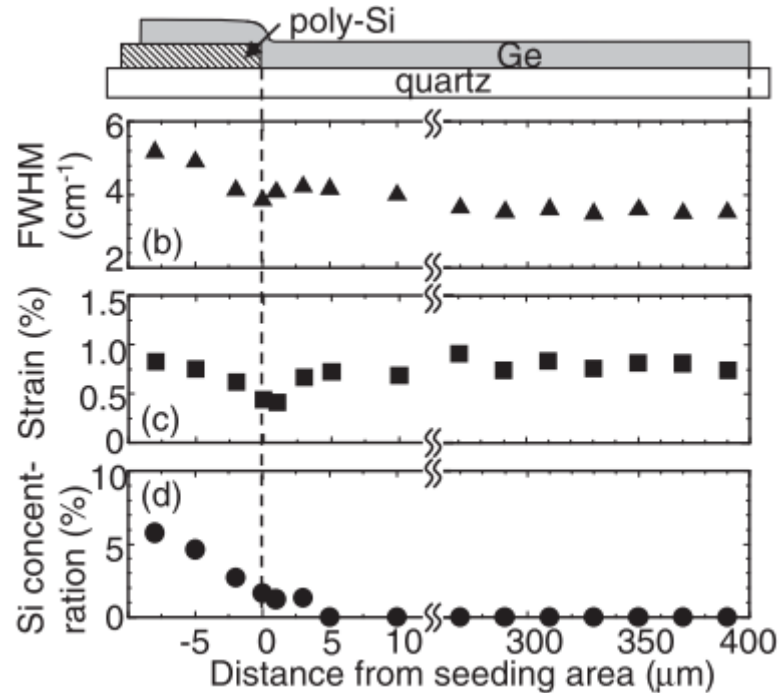 poly-Si
Ge
quartz
6
4
2
FWHM
(cm-1)
(b)
1.5
1.0
0.5
0
Strain (%)
(c)
10
5
0
Si concent-
ration (%)
(d)
-5 0 5 10 300 350 400
Distance from seeding area (μm)